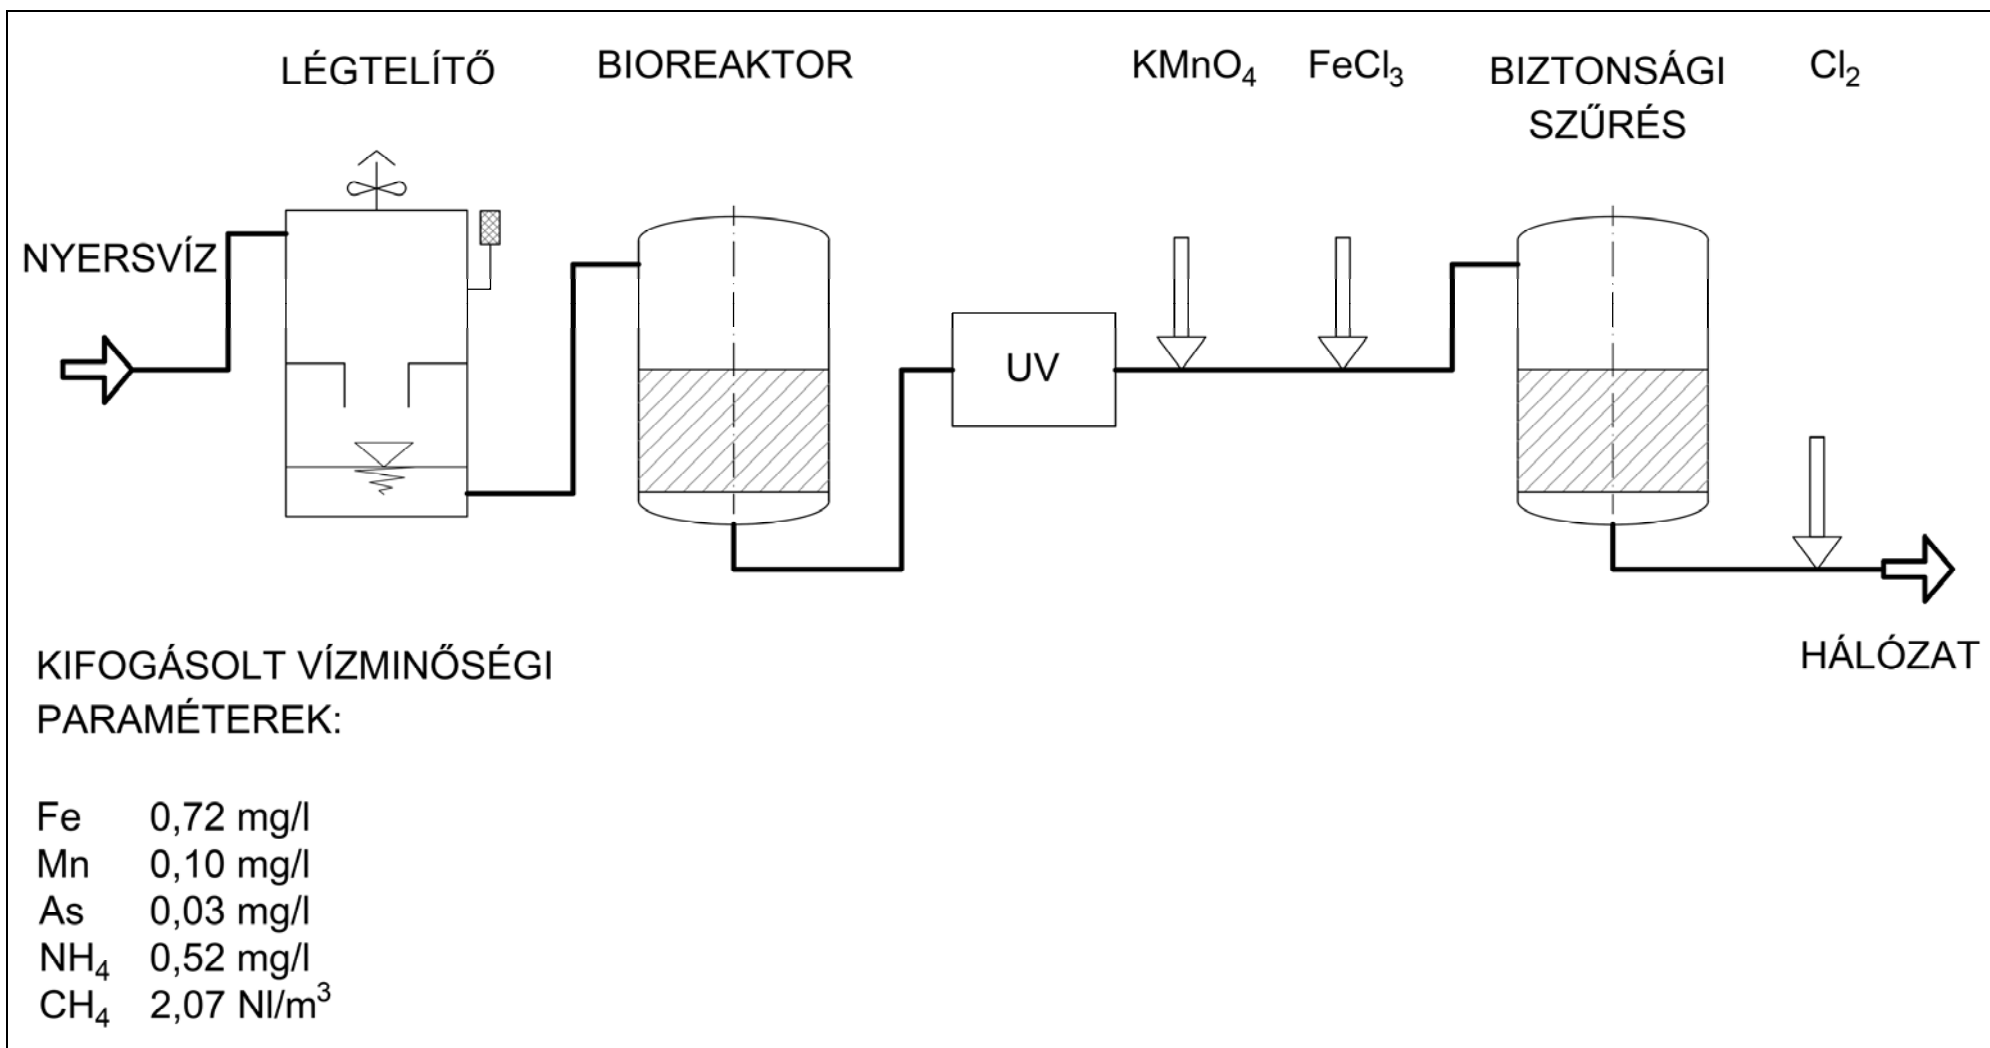 LÉGTELÍTŐ
BIOREAKTOR
KMnO₄
FeCl₃
BIZTONSÁGI
SZŰRÉS
Cl₂
NYERSVÍZ
UV
HÁLÓZAT
KIFOGÁSOLT VÍZMINŐSÉGI
PARAMÉTEREK:
Fe 0,72 mg/l
Mn 0,10 mg/l
As 0,03 mg/l
NH₄ 0,52 mg/l
CH₄ 2,07 Nl/m³